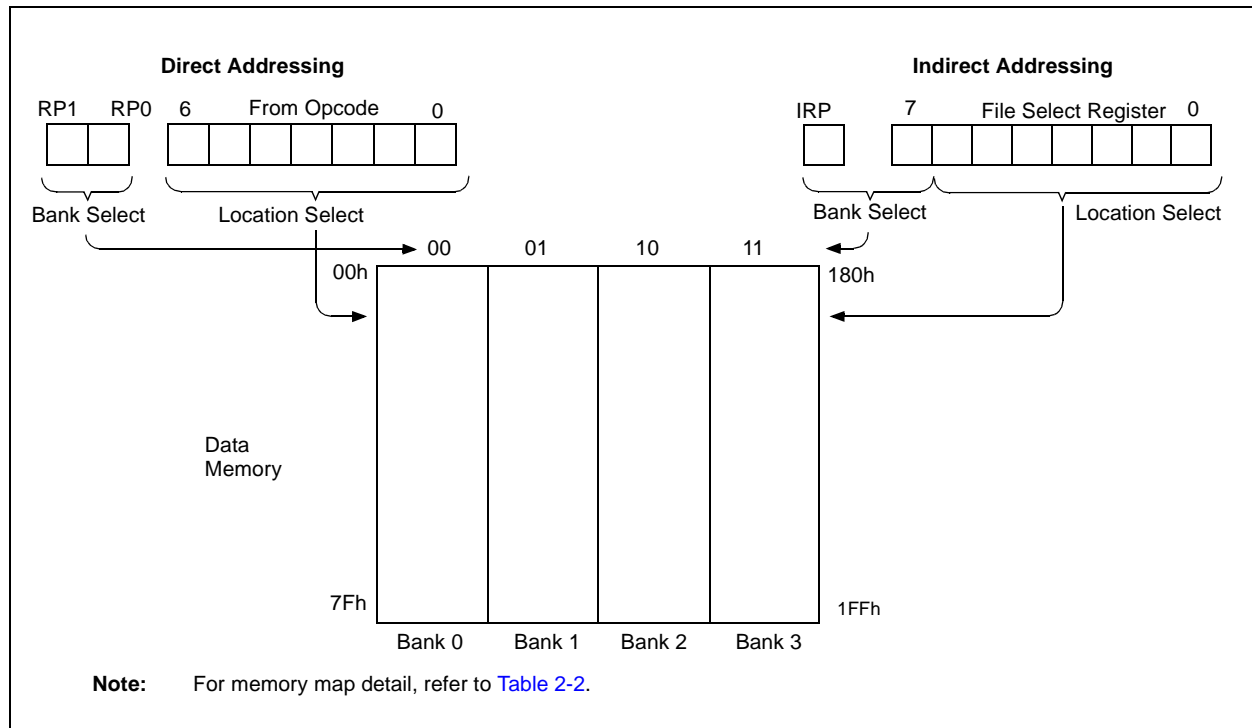 Direct Addressing
Indirect Addressing
RP1 RP0 6 From Opcode 0
IRP 7 File Select Register 0
Bank Select Location Select
Bank Select Location Select
00 01 10 11
00h 180h
Data
Memory
7Fh 1FFh
Bank 0 Bank 1 Bank 2 Bank 3
Note: For memory map detail, refer to Table 2-2.